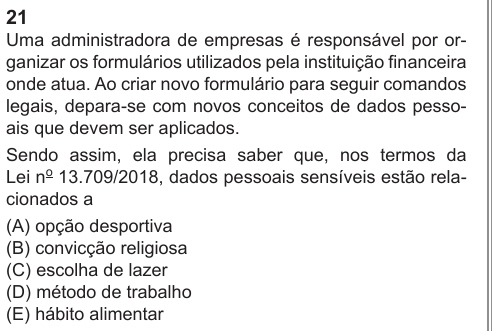 21
Uma administradora de empresas é responsável por or-
ganizar os formulários utilizados pela instituição financeira
onde atua. Ao criar novo formulário para seguir comandos
legais, depara-se com novos conceitos de dados pesso-
ais que devem ser aplicados.
Sendo assim, ela precisa saber que, nos termos da
Lei nº 13.709/2018, dados pessoais sensíveis estão rela-
cionados a
(A) opção desportiva
(B) convicção religiosa
(C) escolha de lazer
(D) método de trabalho
(E) hábito alimentar